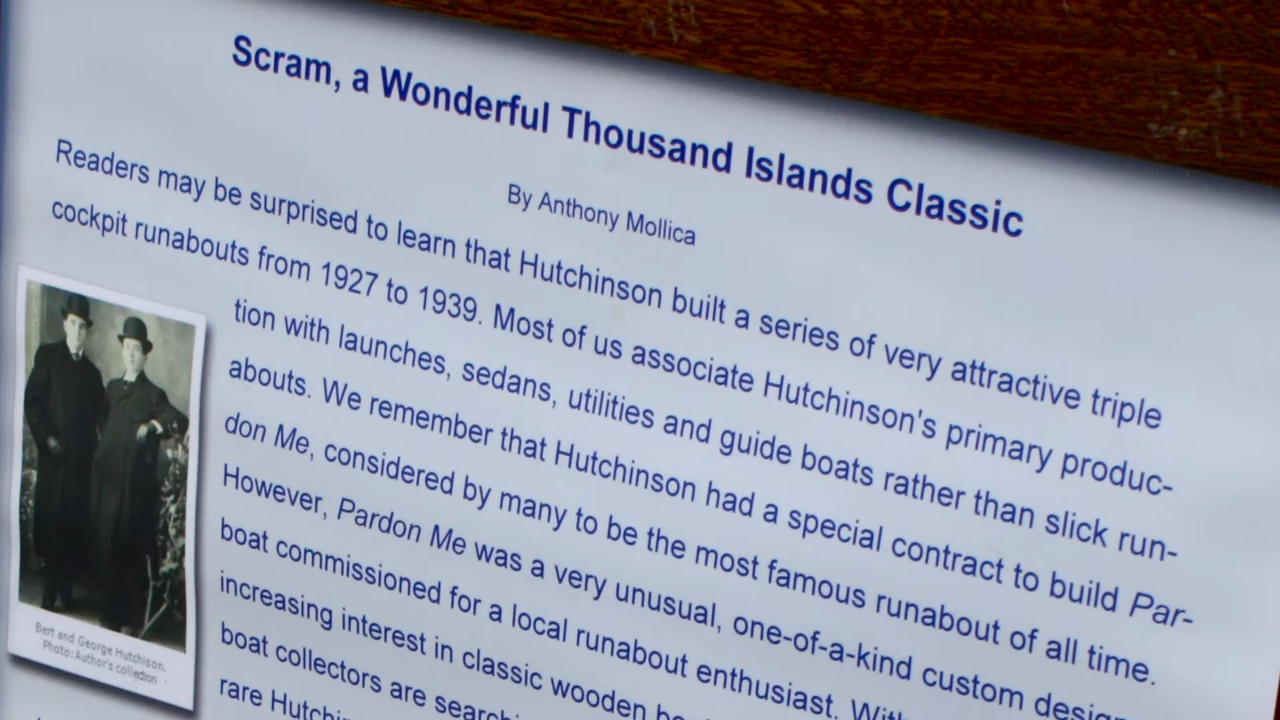 Scram, a Wonderful Thousand Islands Classic
By Anthony Mollica
Readers may be surprised to learn that Hutchinson built a series of very attractive triple
cockpit runabouts from 1927 to 1939. Most of us associate Hutchinson's primary produc-
tion with launches, sedans, utilities and guide boats rather than slick run-
abouts. We remember that Hutchinson had a special contract to build Par-
don Me, considered by many to be the most famous runabout of all time.
However, Pardon Me was a very unusual, one-of-a-kind custom design
boat commissioned for a local runabout enthusiast. With
increasing interest in classic wooden
boat collectors are
rare
Bert and George Hutchison.
Photo: Author's collection